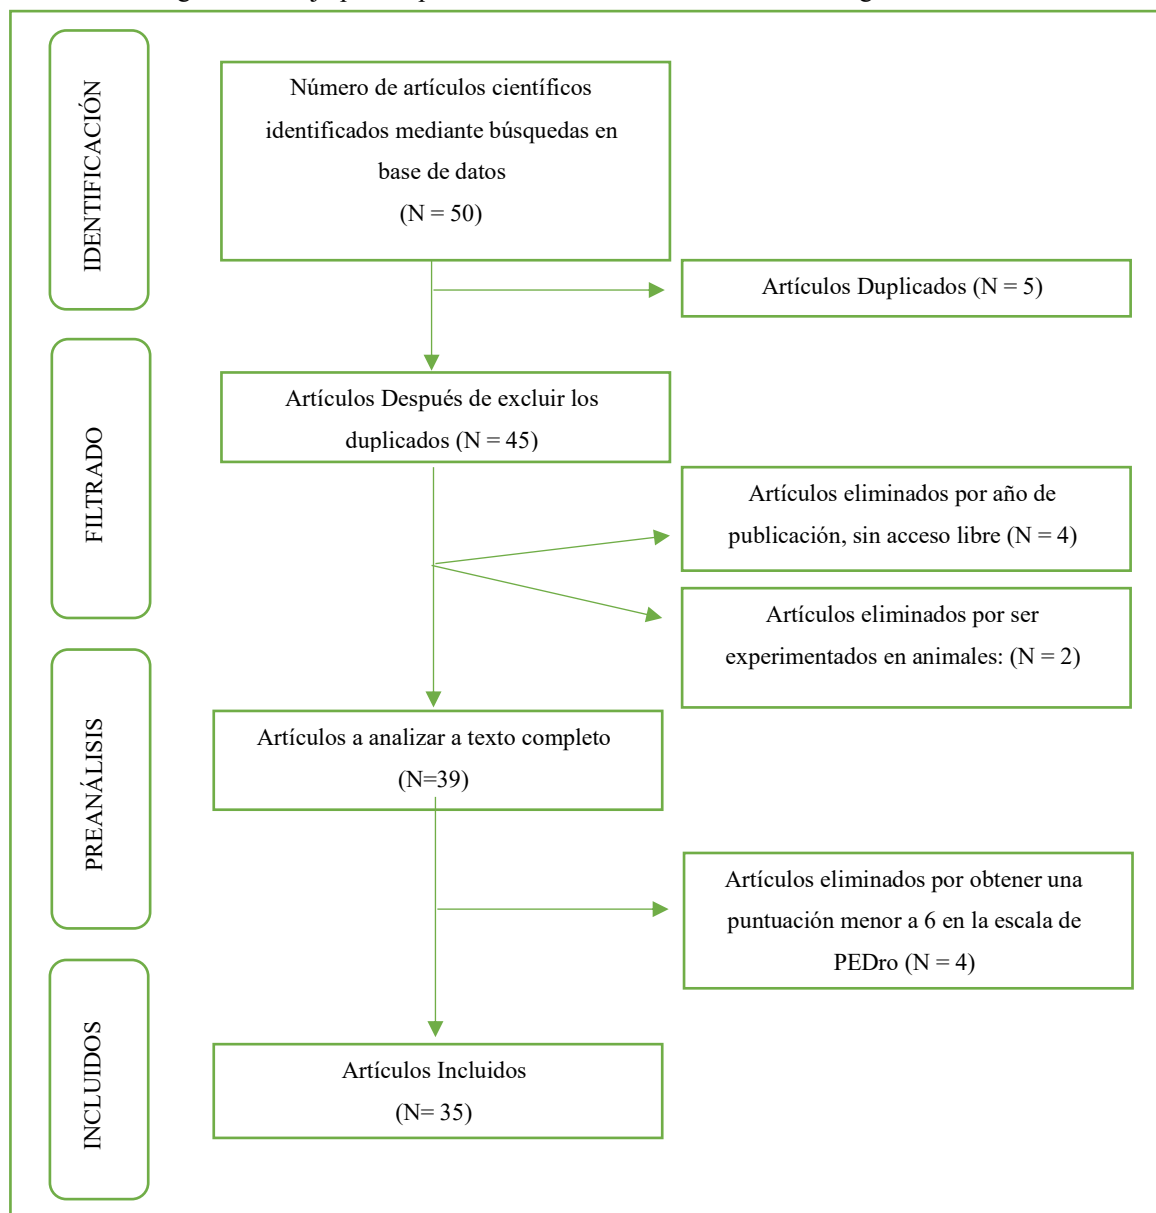 IDENTIFICACIÓN
Número de artículos científicos
identificados mediante búsquedas en
base de datos
(N = 50)
Artículos Duplicados (N = 5)
FILTRADO
Artículos Después de excluir los
duplicados (N = 45)
Artículos eliminados por año de
publicación, sin acceso libre (N = 4)
Artículos eliminados por ser
experimentados en animales: (N = 2)
PREANÁLISIS
Artículos a analizar a texto completo
(N=39)
Artículos eliminados por obtener una
puntuación menor a 6 en la escala de
PEDro (N = 4)
INCLUIDOS
Artículos Incluidos
(N= 35)